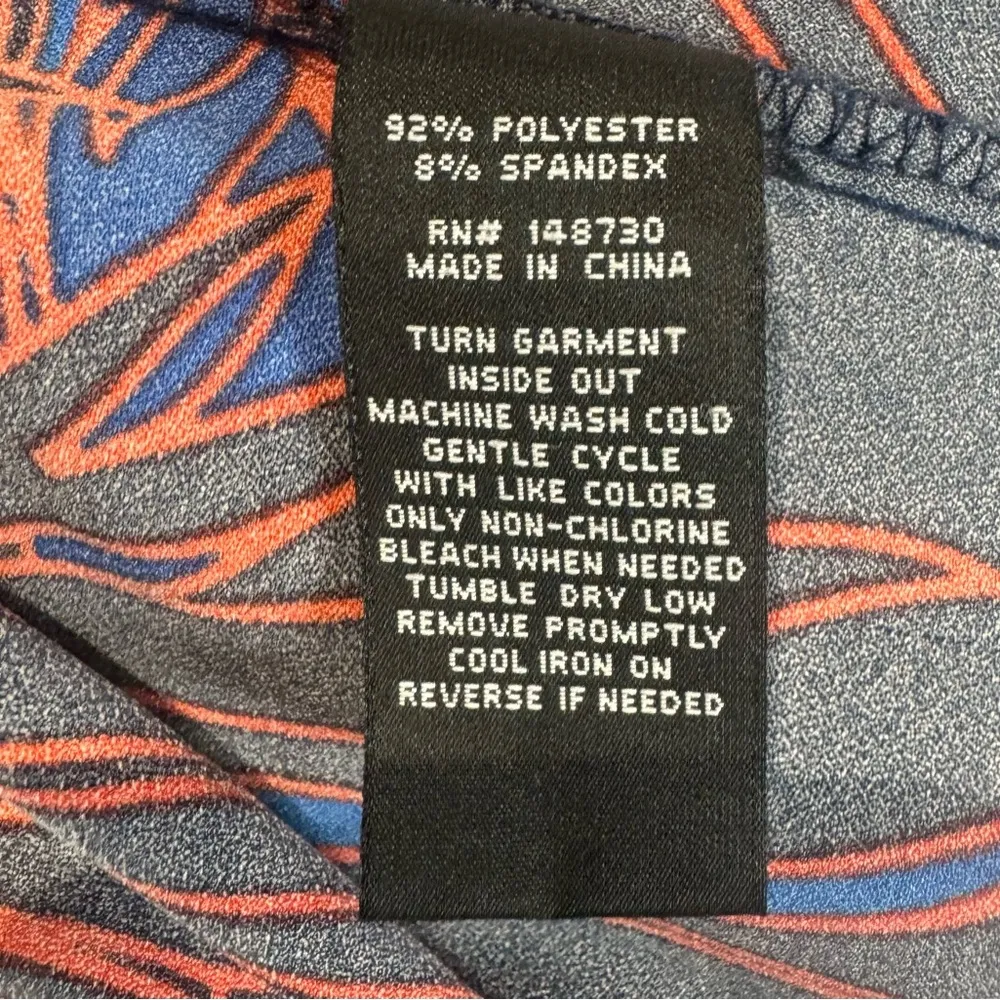 92% POLYESTER
8% SPANDEX
RN# 148730
MADE IN CHINA
TURN GARMENT
INSIDE OUT
MACHINE WASH COLD
GENTLE CYCLE
WITH LIKE COLORS
ONLY NON-CHLORINE
BLEACH WHEN NEEDED
TUMBLE DRY LOW
REMOVE PROMPTLY
COOL IRON ON
REVERSE IF NEEDED